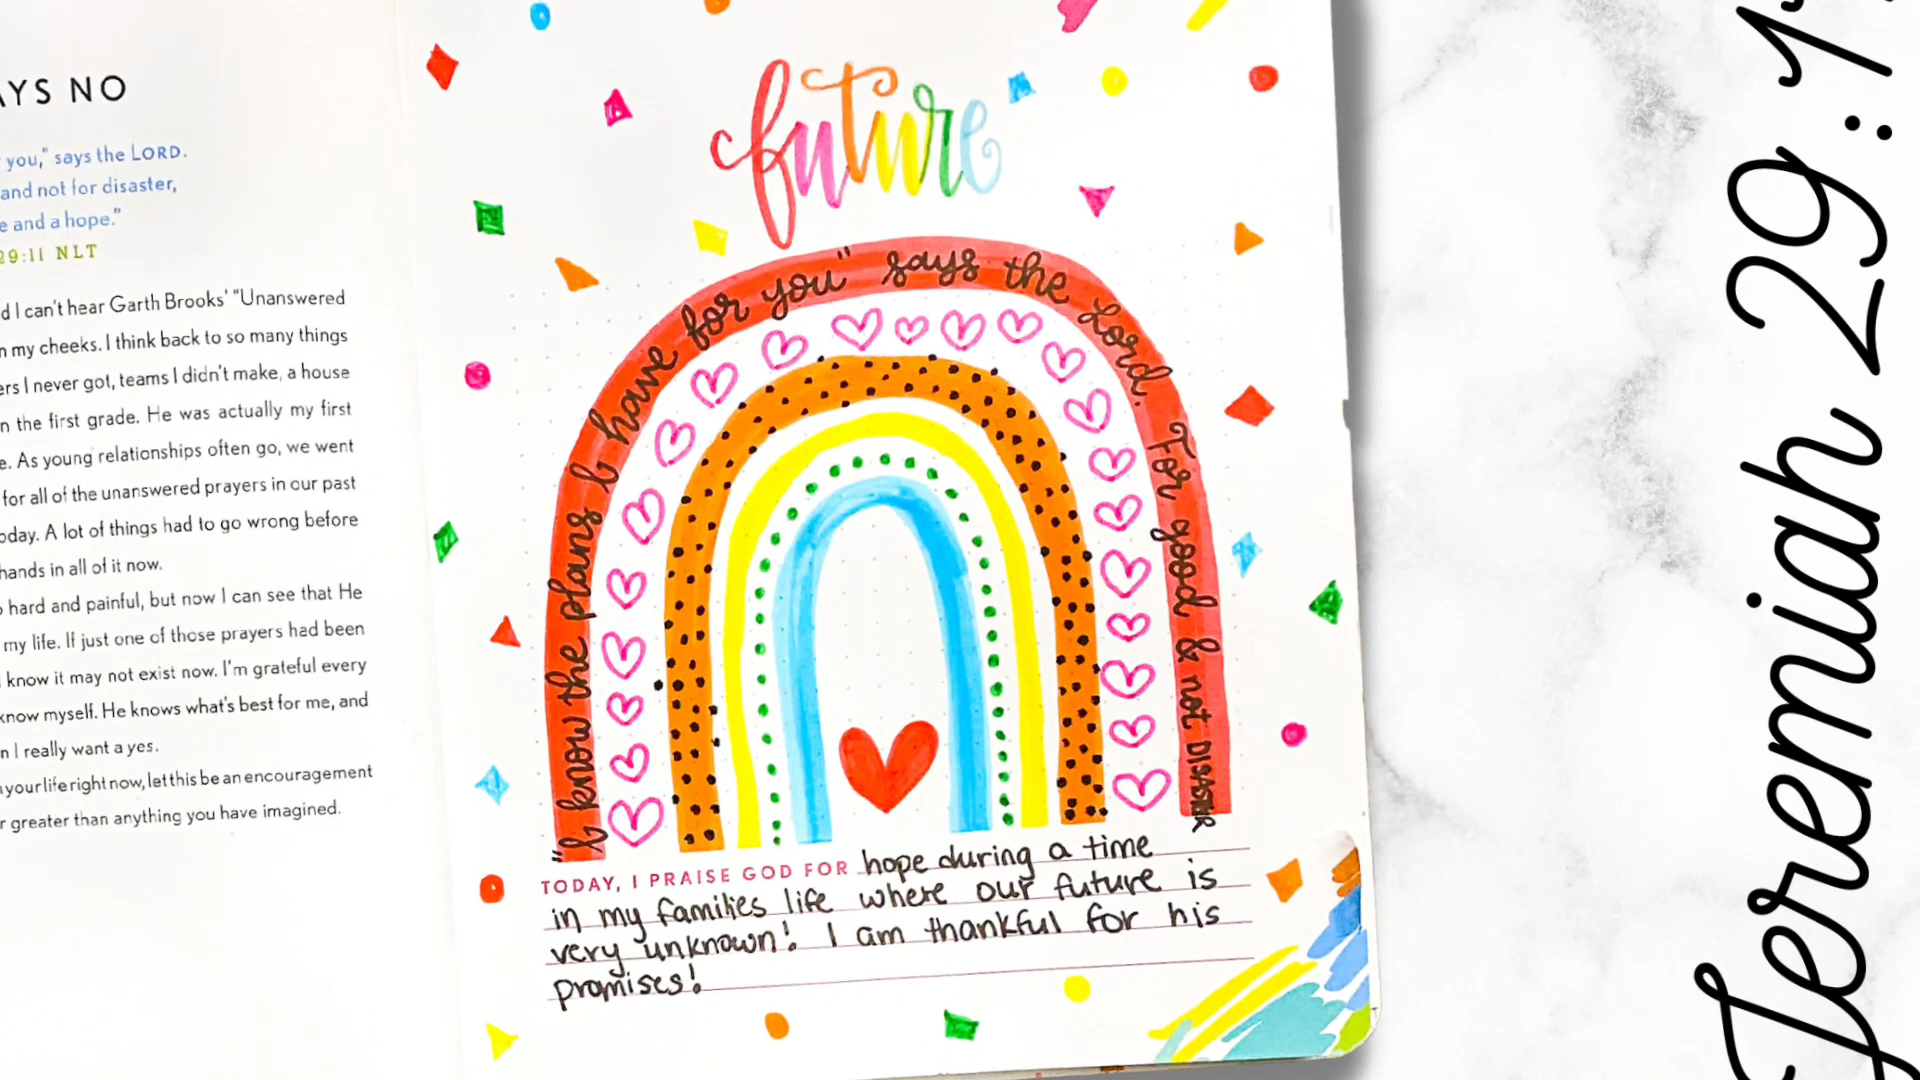 AYS NO
you," says the LORD.
and not for disaster,
e and a hope."
29:11 NLT
d I can't hear Garth Brooks' "Unanswered
n my cheeks. I think back to so many things
ers I never got, teams I didn't make, a house
n the first grade. He was actually my first
e. As young relationships often go, we went
for all of the unanswered prayers in our past
oday. A lot of things had to go wrong before
hands in all of it now.
o hard and painful, but now I can see that He
my life. If just one of those prayers had been
I know it may not exist now. I'm grateful every
know myself. He knows what's best for me, and
n I really want a yes.
n your life right now, let this be an encouragement
r greater than anything you have imagined.
future
"I know the plans I have for you" says the Lord. For good & not DISASTER
TODAY, I PRAISE GOD FOR hope during a time
in my families life where our future is
very unknown! I am thankful for his
promises!
Jeremiah 29:1